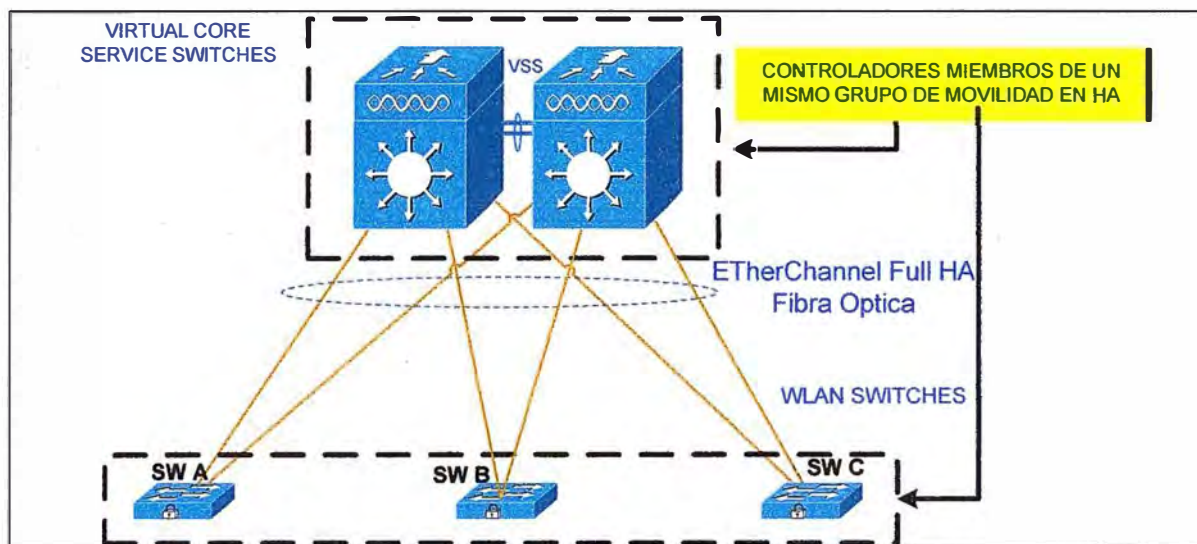 VIRTUAL CORE
SERVICE SWITCHES
VSS
CONTROLADORES MIEMBROS DE UN
MISMO GRUPO DE MOVILIDAD EN HA
ETherChannel Full HA
Fibra Optica
WLAN SWITCHES
SW A
SW B
SW C